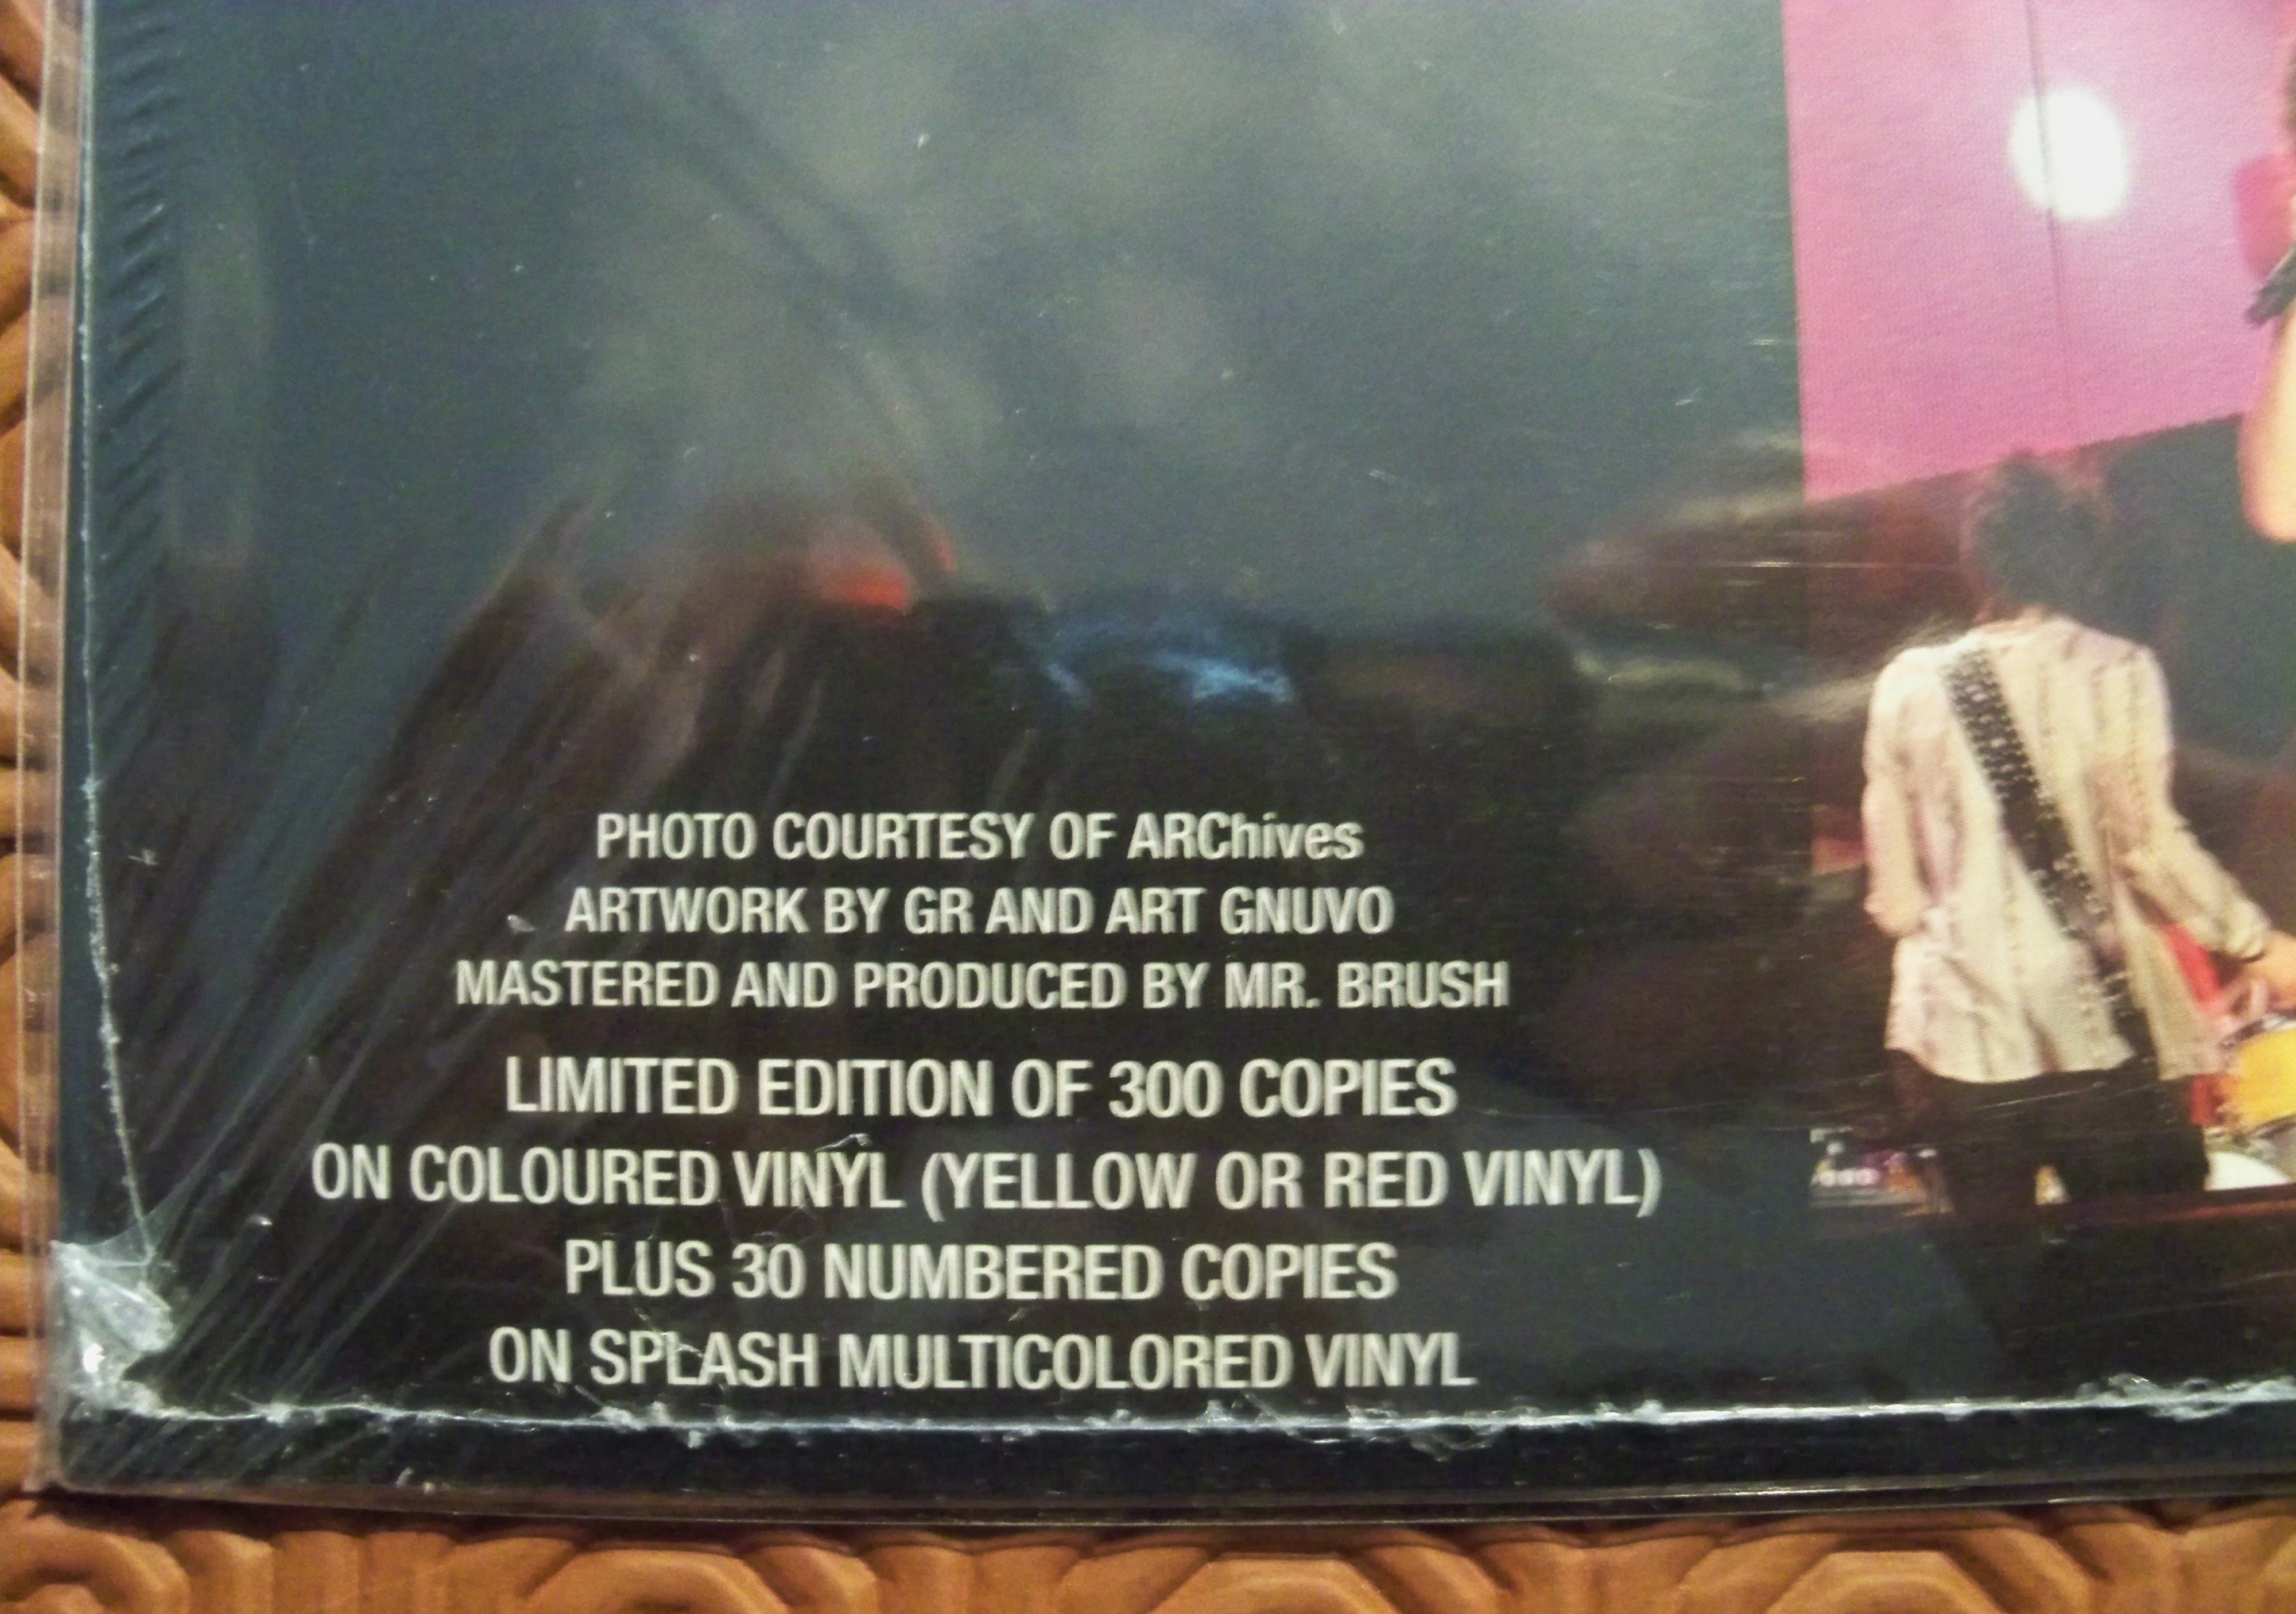 PHOTO COURTESY OF ARChives
ARTWORK BY GR AND ART GNUVO
MASTERED AND PRODUCED BY MR. BRUSH
LIMITED EDITION OF 300 COPIES
ON COLOURED VINYL (YELLOW OR RED VINYL)
PLUS 30 NUMBERED COPIES
ON SPLASH MULTICOLORED VINYL